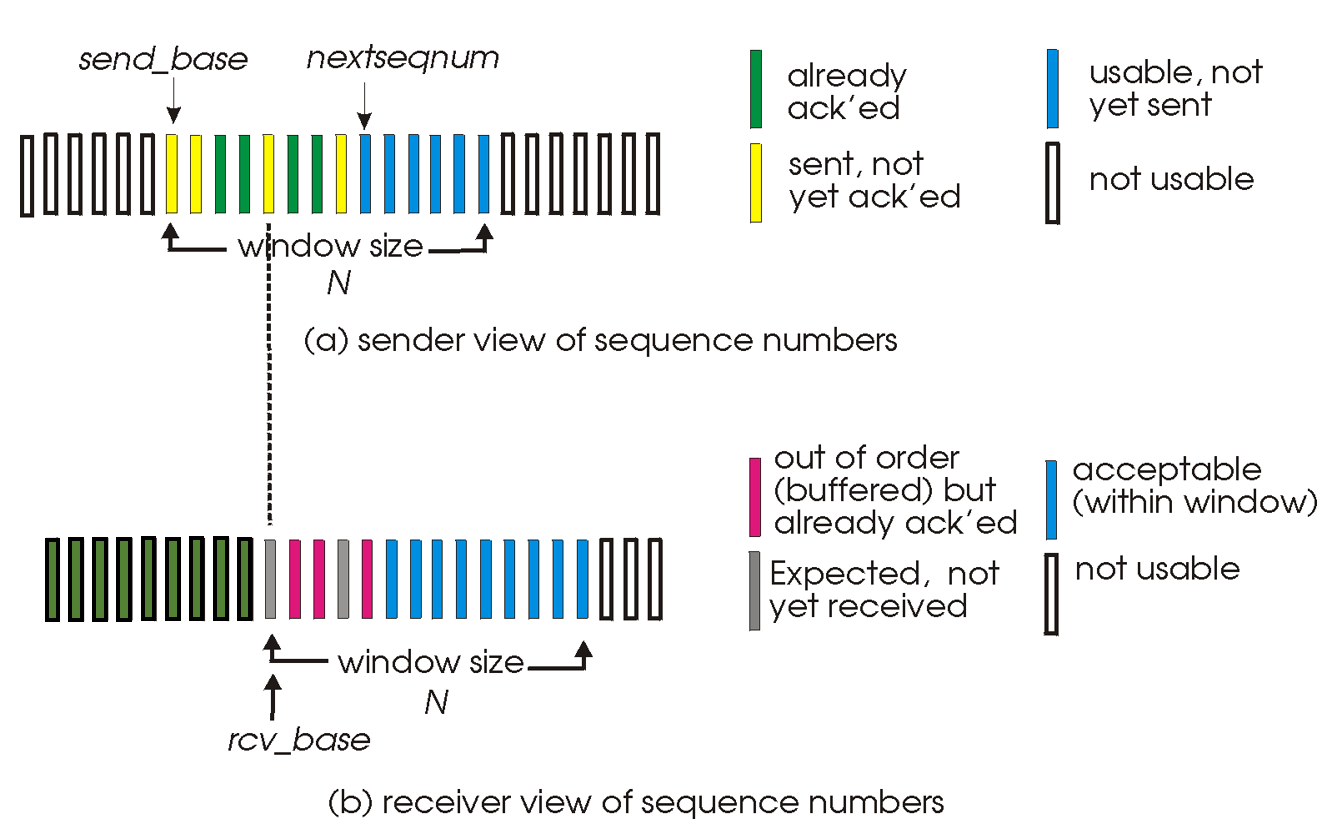 send_base
nextseqnum
already
ack'ed
usable, not
yet sent
sent, not
yet ack'ed
not usable
window size
N
(a) sender view of sequence numbers
out of order
(buffered) but
already ack'ed
acceptable
(within window)
Expected, not
yet received
not usable
window size
N
rcv_base
(b) receiver view of sequence numbers